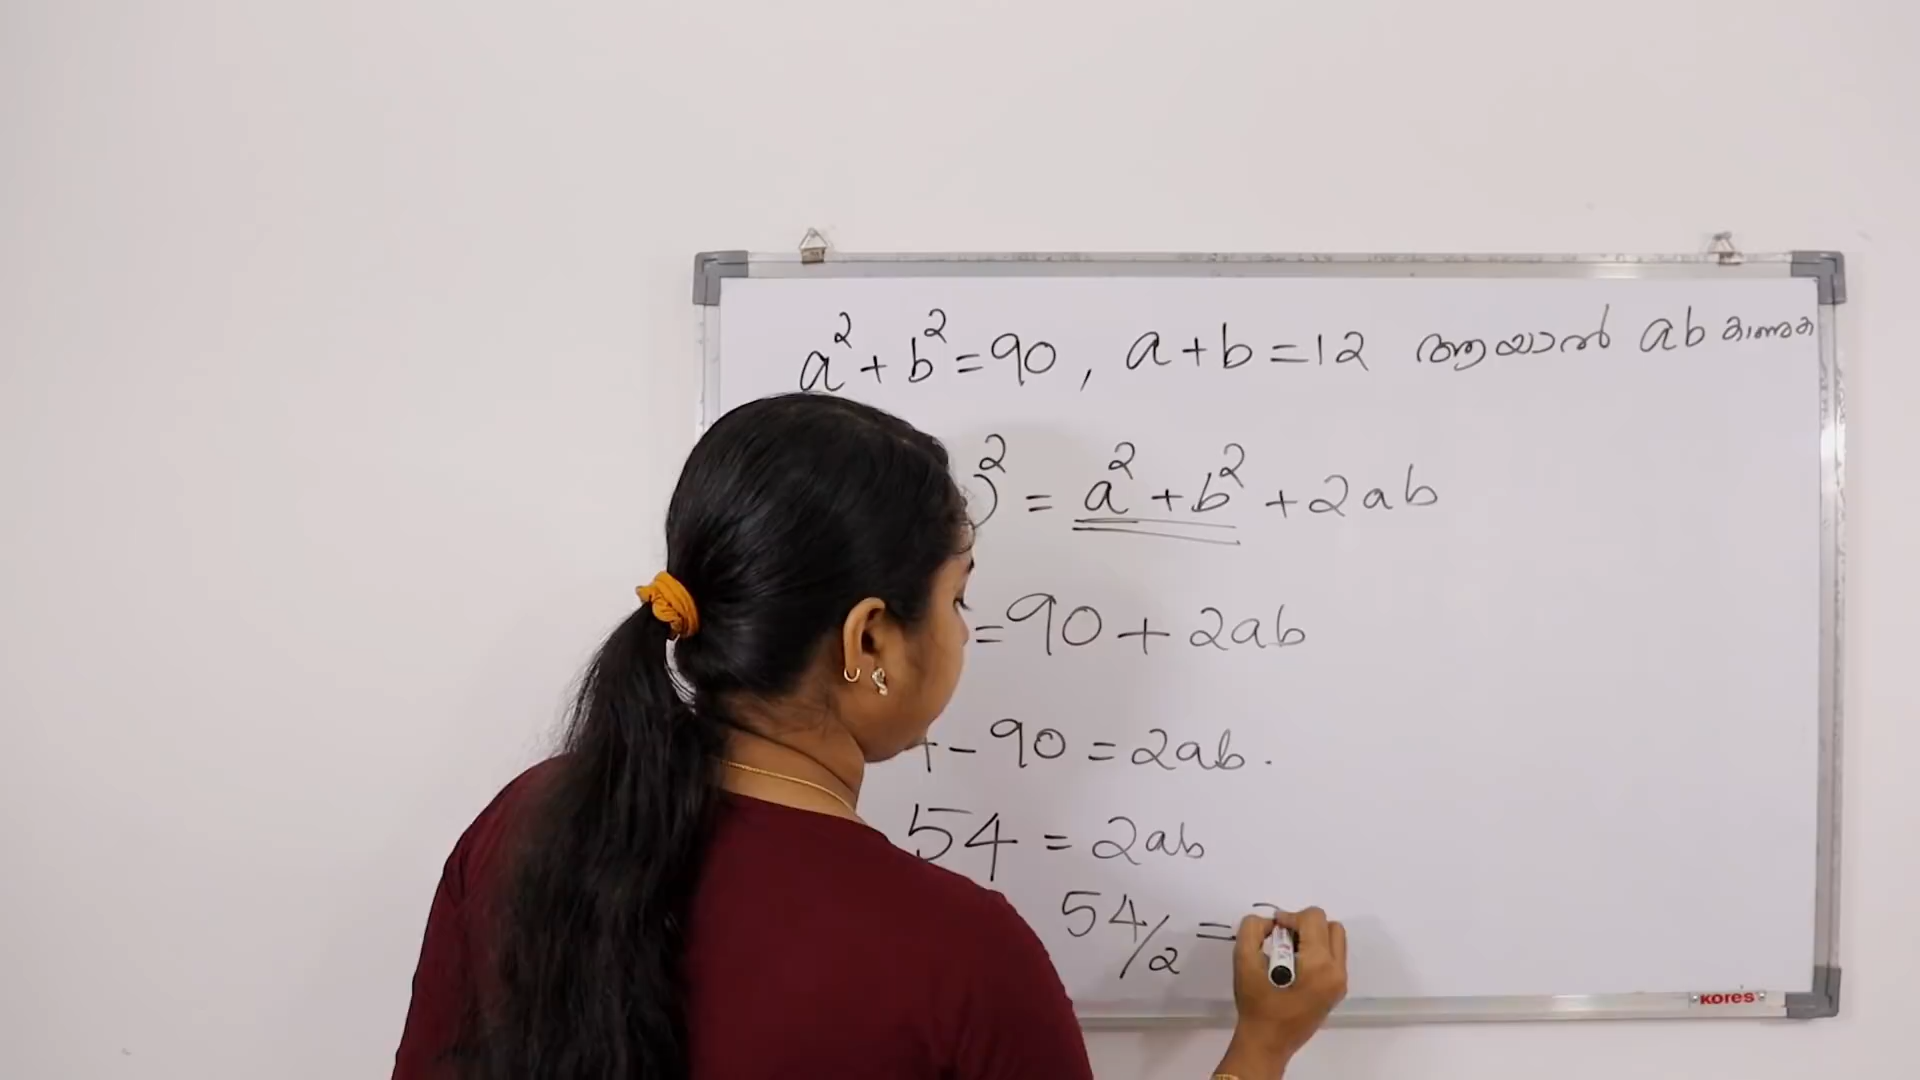 a² + b² = 90, a + b = 12 ആയാൽ ab കാണുക
)² = a² + b² + 2ab
= 90 + 2ab
- 90 = 2ab.
54 = 2ab
54/2 =
KORES